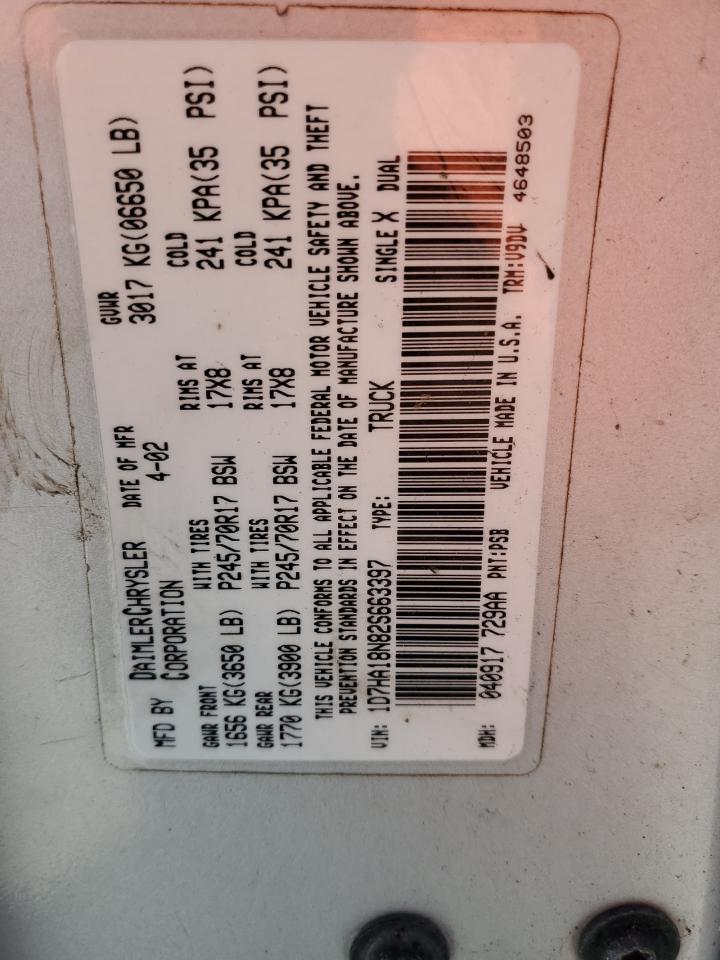 MFD BY DAIMLERCHRYSLER CORPORATION DATE OF MFR 4-02 GVWR 3017 KG(06650 LB)
GAWR FRONT WITH TIRES RIMS AT COLD
1656 KG(3650 LB) P245/70R17 BSW 17X8 241 KPA(35 PSI)
GAWR REAR WITH TIRES RIMS AT COLD
1770 KG(3900 LB) P245/70R17 BSW 17X8 241 KPA(35 PSI)
THIS VEHICLE CONFORMS TO ALL APPLICABLE FEDERAL MOTOR VEHICLE SAFETY AND THEFT
PREVENTION STANDARDS IN EFFECT ON THE DATE OF MANUFACTURE SHOWN ABOVE.
VIN: 1D7HA18N82S663397 TYPE: TRUCK SINGLE X DUAL
MDH: 040917 729AA PNT:PSB VEHICLE MADE IN U.S.A. TRM:V9DV 4648503